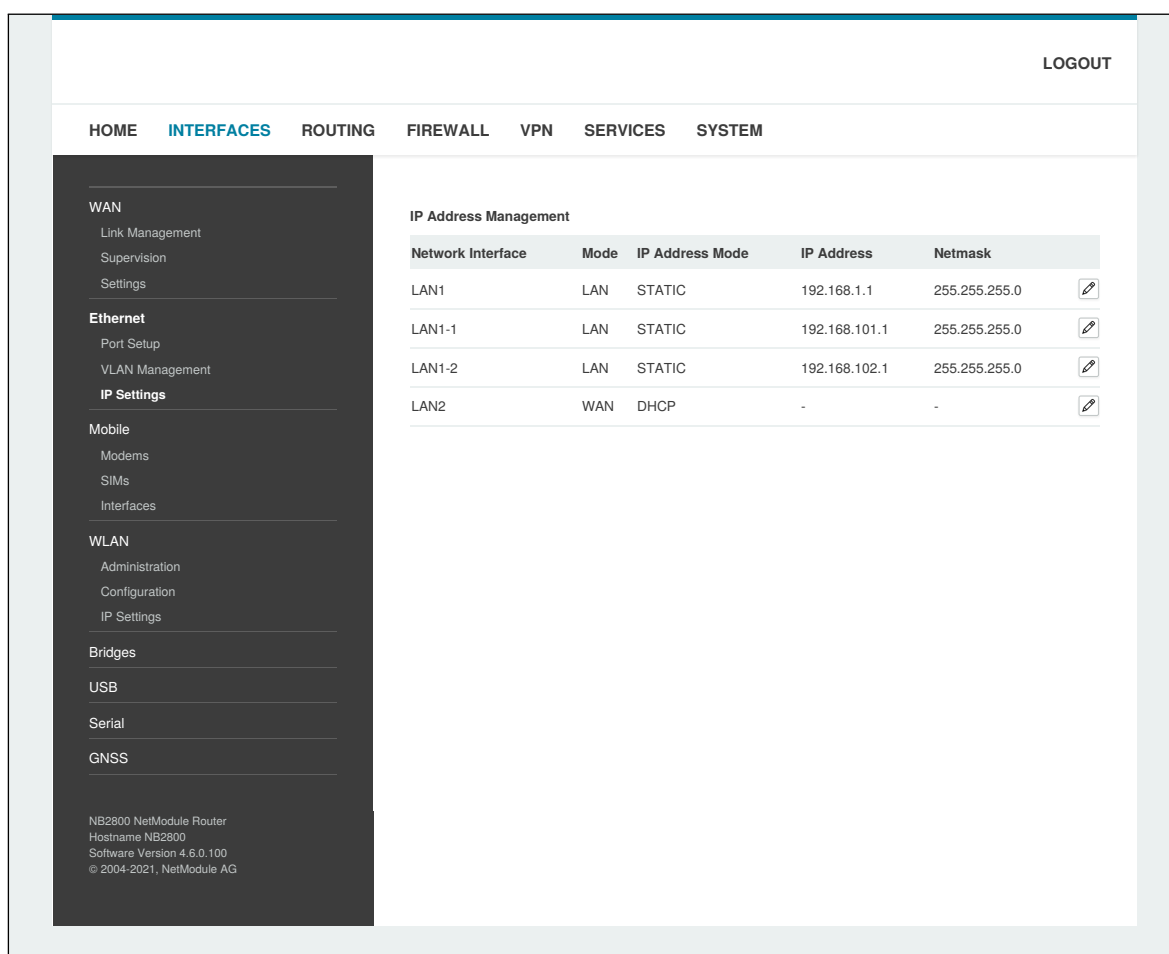 LOGOUT
HOME INTERFACES ROUTING FIREWALL VPN SERVICES SYSTEM
WAN
Link Management
Supervision
Settings
Ethernet
Port Setup
VLAN Management
IP Settings
Mobile
Modems
SIMs
Interfaces
WLAN
Administration
Configuration
IP Settings
Bridges
USB
Serial
GNSS
NB2800 NetModule Router
Hostname NB2800
Software Version 4.6.0.100
© 2004-2021, NetModule AG
IP Address Management
Network Interface Mode IP Address Mode IP Address Netmask
LAN1 LAN STATIC 192.168.1.1 255.255.255.0
LAN1-1 LAN STATIC 192.168.101.1 255.255.255.0
LAN1-2 LAN STATIC 192.168.102.1 255.255.255.0
LAN2 WAN DHCP - -